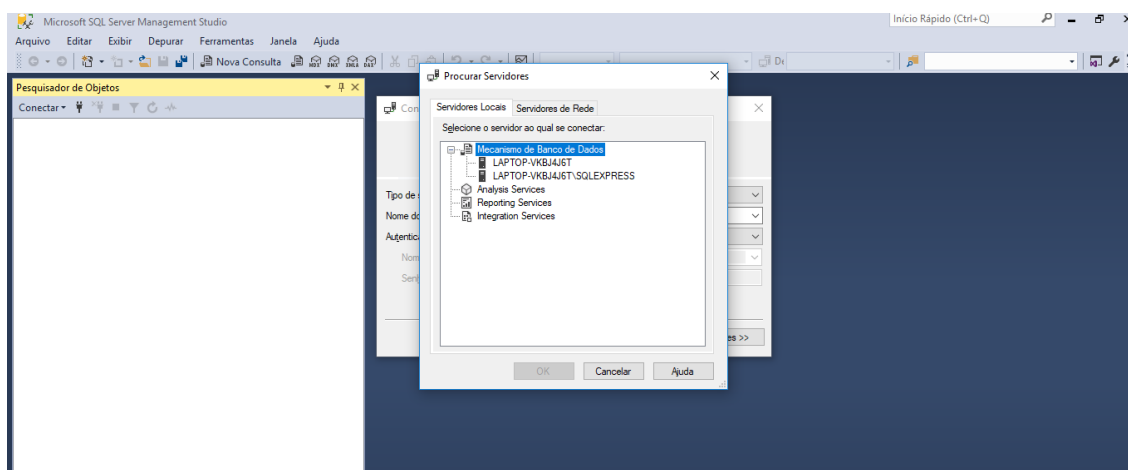 Microsoft SQL Server Management Studio
Início Rápido (Ctrl+Q)
Arquivo Editar Exibir Depurar Ferramentas Janela Ajuda
Nova Consulta
Procurar Servidores
Pesquisador de Objetos
Conectar
Servidores Locais Servidores de Rede
Selecione o servidor ao qual se conectar:
Mecanismo de Banco de Dados
LAPTOP-VKBJ4J6T
LAPTOP-VKBJ4J6T\SQLEXPRESS
Analysis Services
Reporting Services
Integration Services
Tipo de
Nome do
OK Cancelar Ajuda